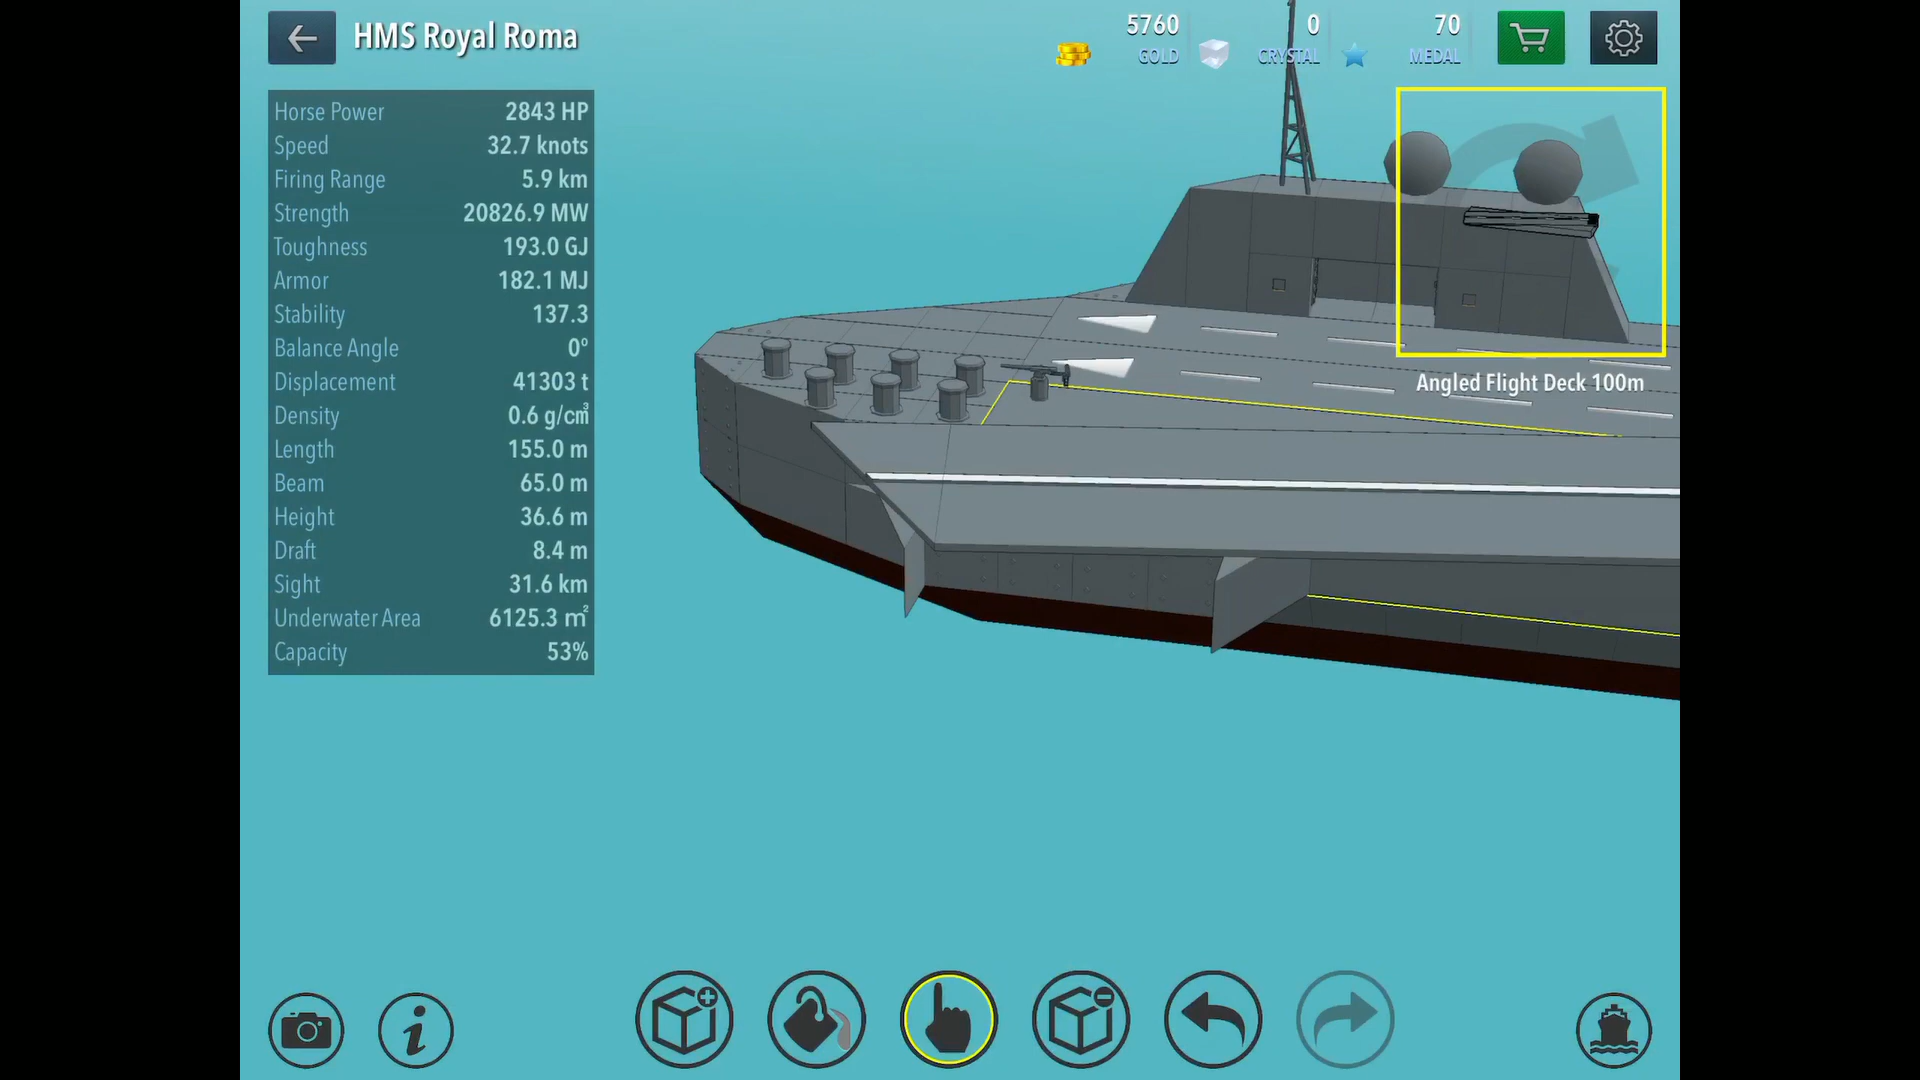 HMS Royal Roma
5760
GOLD
0
CRYSTAL
70
MEDAL
Horse Power 2843 HP
Speed 32.7 knots
Firing Range 5.9 km
Strength 20826.9 MW
Toughness 193.0 GJ
Armor 182.1 MJ
Stability 137.3
Balance Angle 0°
Displacement 41303 t
Density 0.6 g/cm³
Length 155.0 m
Beam 65.0 m
Height 36.6 m
Draft 8.4 m
Sight 31.6 km
Underwater Area 6125.3 m²
Capacity 53%
Angled Flight Deck 100m